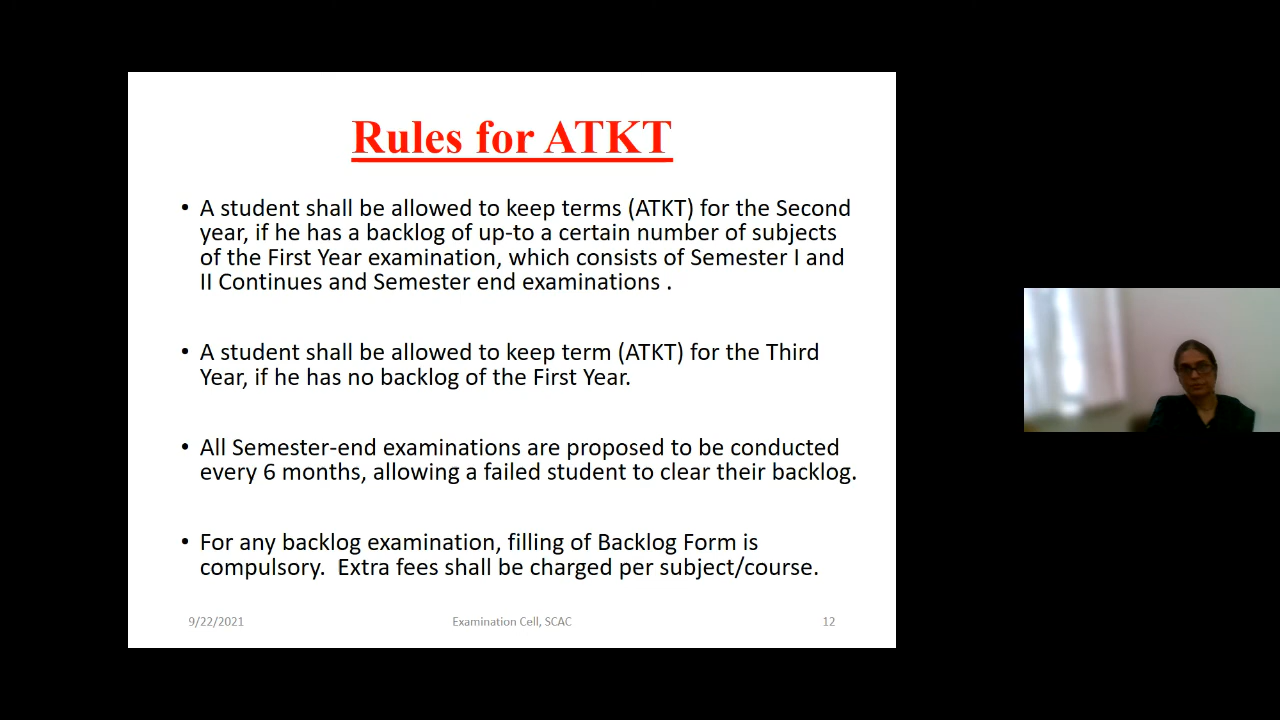 Rules for ATKT
• A student shall be allowed to keep terms (ATKT) for the Second
year, if he has a backlog of up-to a certain number of subjects
of the First Year examination, which consists of Semester I and
II Continues and Semester end examinations .
• A student shall be allowed to keep term (ATKT) for the Third
Year, if he has no backlog of the First Year.
• All Semester-end examinations are proposed to be conducted
every 6 months, allowing a failed student to clear their backlog.
• For any backlog examination, filling of Backlog Form is
compulsory.  Extra fees shall be charged per subject/course.
9/22/2021 Examination Cell, SCAC 12